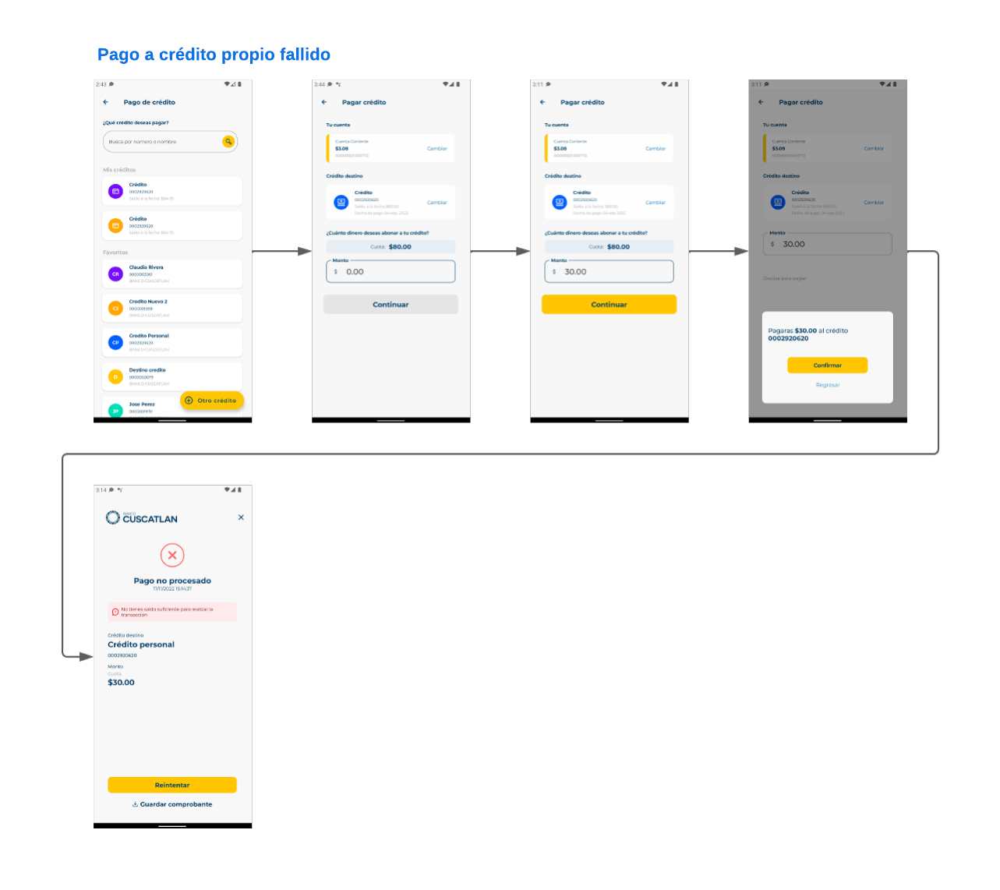 Pago a crédito propio fallido
2:43
Pago de crédito
¿Qué crédito deseas pagar?
Busca por número o nombre
Mis créditos
Crédito
0002920620
Saldo a la fecha: $84.75
Crédito
0002920620
Saldo a la fecha: $84.75
Favoritos
CR
Claudia Rivera
BANCO CUSCATLAN
C2
Credito Nuevo 2
BANCO CUSCATLAN
CP
Credito Personal
0002920620
BANCO CUSCATLAN
D
Destino credito
BANCO CUSCATLAN
JP
Jose Perez
Otro crédito
3:44
Pagar crédito
Tu cuenta
Cuenta Corriente
$3.08
Cambiar
Crédito destino
Crédito
0002920620
Saldo a la fecha: $80.00
Fecha de pago: 04 sep. 2022
Cambiar
¿Cuánto dinero deseas abonar a tu crédito?
Cuota: $80.00
Monto
$ 0.00
Continuar
3:11
Pagar crédito
Tu cuenta
Cuenta Corriente
$3.08
Cambiar
Crédito destino
Crédito
0002920620
Saldo a la fecha: $80.00
Fecha de pago: 04 sep. 2022
Cambiar
¿Cuánto dinero deseas abonar a tu crédito?
Cuota: $80.00
Monto
$ 30.00
Continuar
3:11
Pagar crédito
Tu cuenta
Cuenta Corriente
$3.08
Cambiar
Crédito destino
Crédito
0002920620
Saldo a la fecha: $80.00
Fecha de pago: 04 sep. 2022
Cambiar
Monto
$ 30.00
Desliza para pagar
Pagaras $30.00 al crédito
0002920620
Confirmar
Regresar
3:14
BANCO
CUSCATLAN
Pago no procesado
17/11/2022 15:14:37
No tienes saldo suficiente para realizar la
transacción
Crédito destino
Crédito personal
0002920620
Monto
Cuota
$30.00
Reintentar
Guardar comprobante